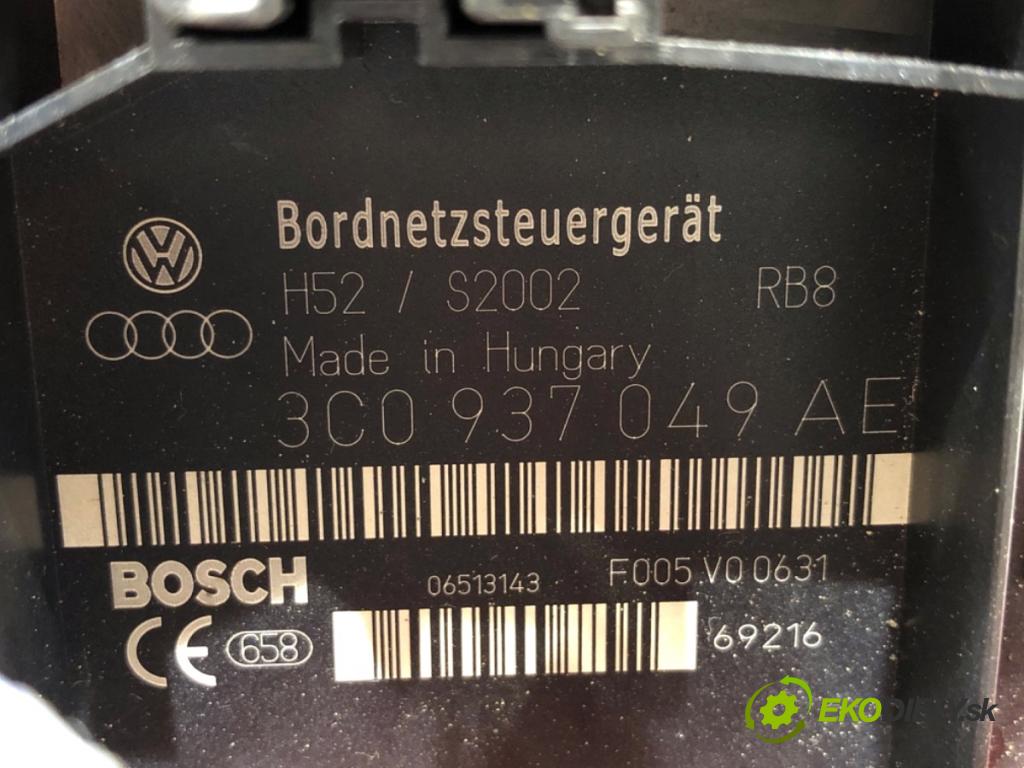 Bordnetzsteuergerät
H52 / S2002 RB8
Made in Hungary
3C0 937 049 AE
BOSCH 06513143 F005 V0 0631
CE 658 69216
EKODIELY.sk